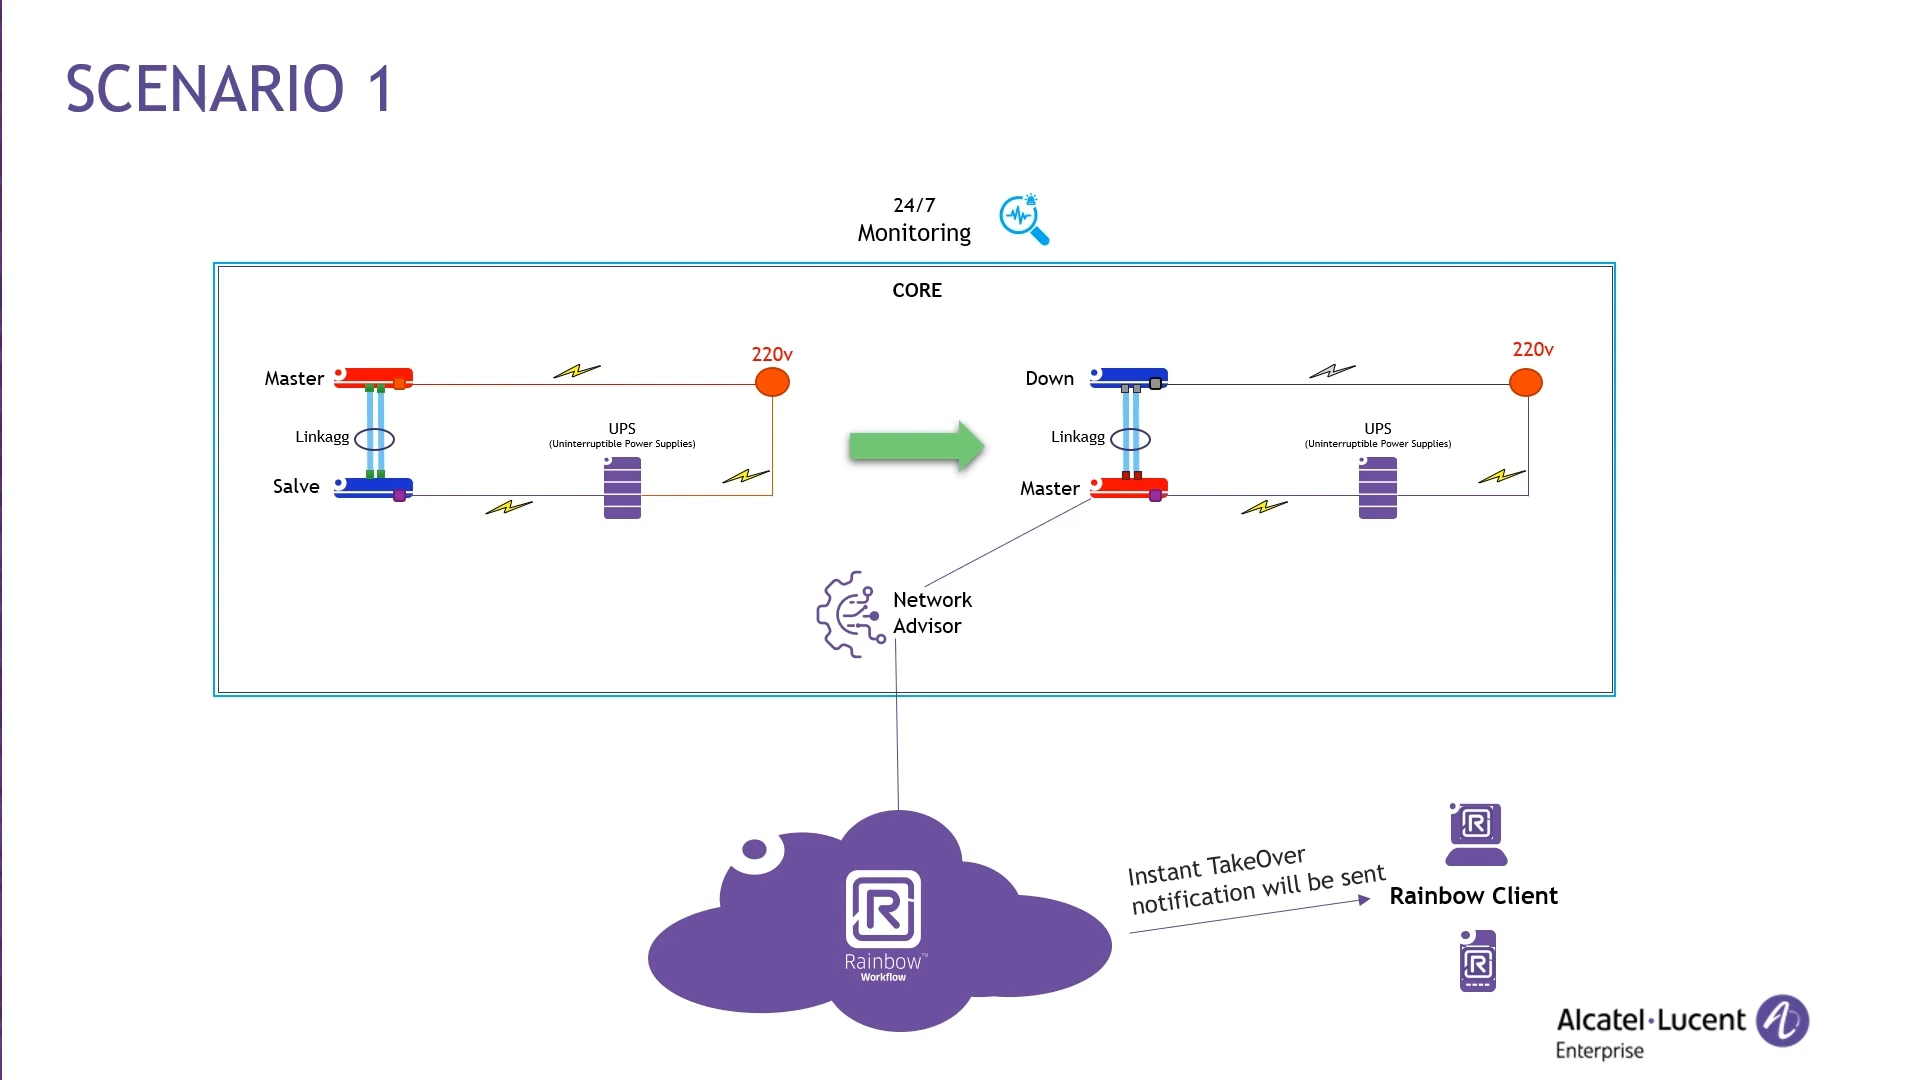 SCENARIO 1
24/7
Monitoring
CORE
220v
220v
Master
Down
UPS
(Uninterruptible Power Supplies)
UPS
(Uninterruptible Power Supplies)
Linkagg
Linkagg
Salve
Master
Network
Advisor
Instant TakeOver
notification will be sent
R
Rainbow Client
R
R
Rainbow™
Workflow
Alcatel·Lucent
Enterprise